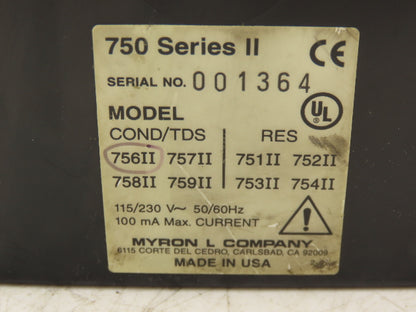 750 Series II CE
SERIAL NO. 001364
MODEL UL
COND/TDS RES
756II 757II 751II 752II
758II 759II 753II 754II
115/230 V~ 50/60Hz
100 mA Max. CURRENT !
MYRON L COMPANY
6115 CORTE DEL CEDRO, CARLSBAD, CA 92009
MADE IN USA